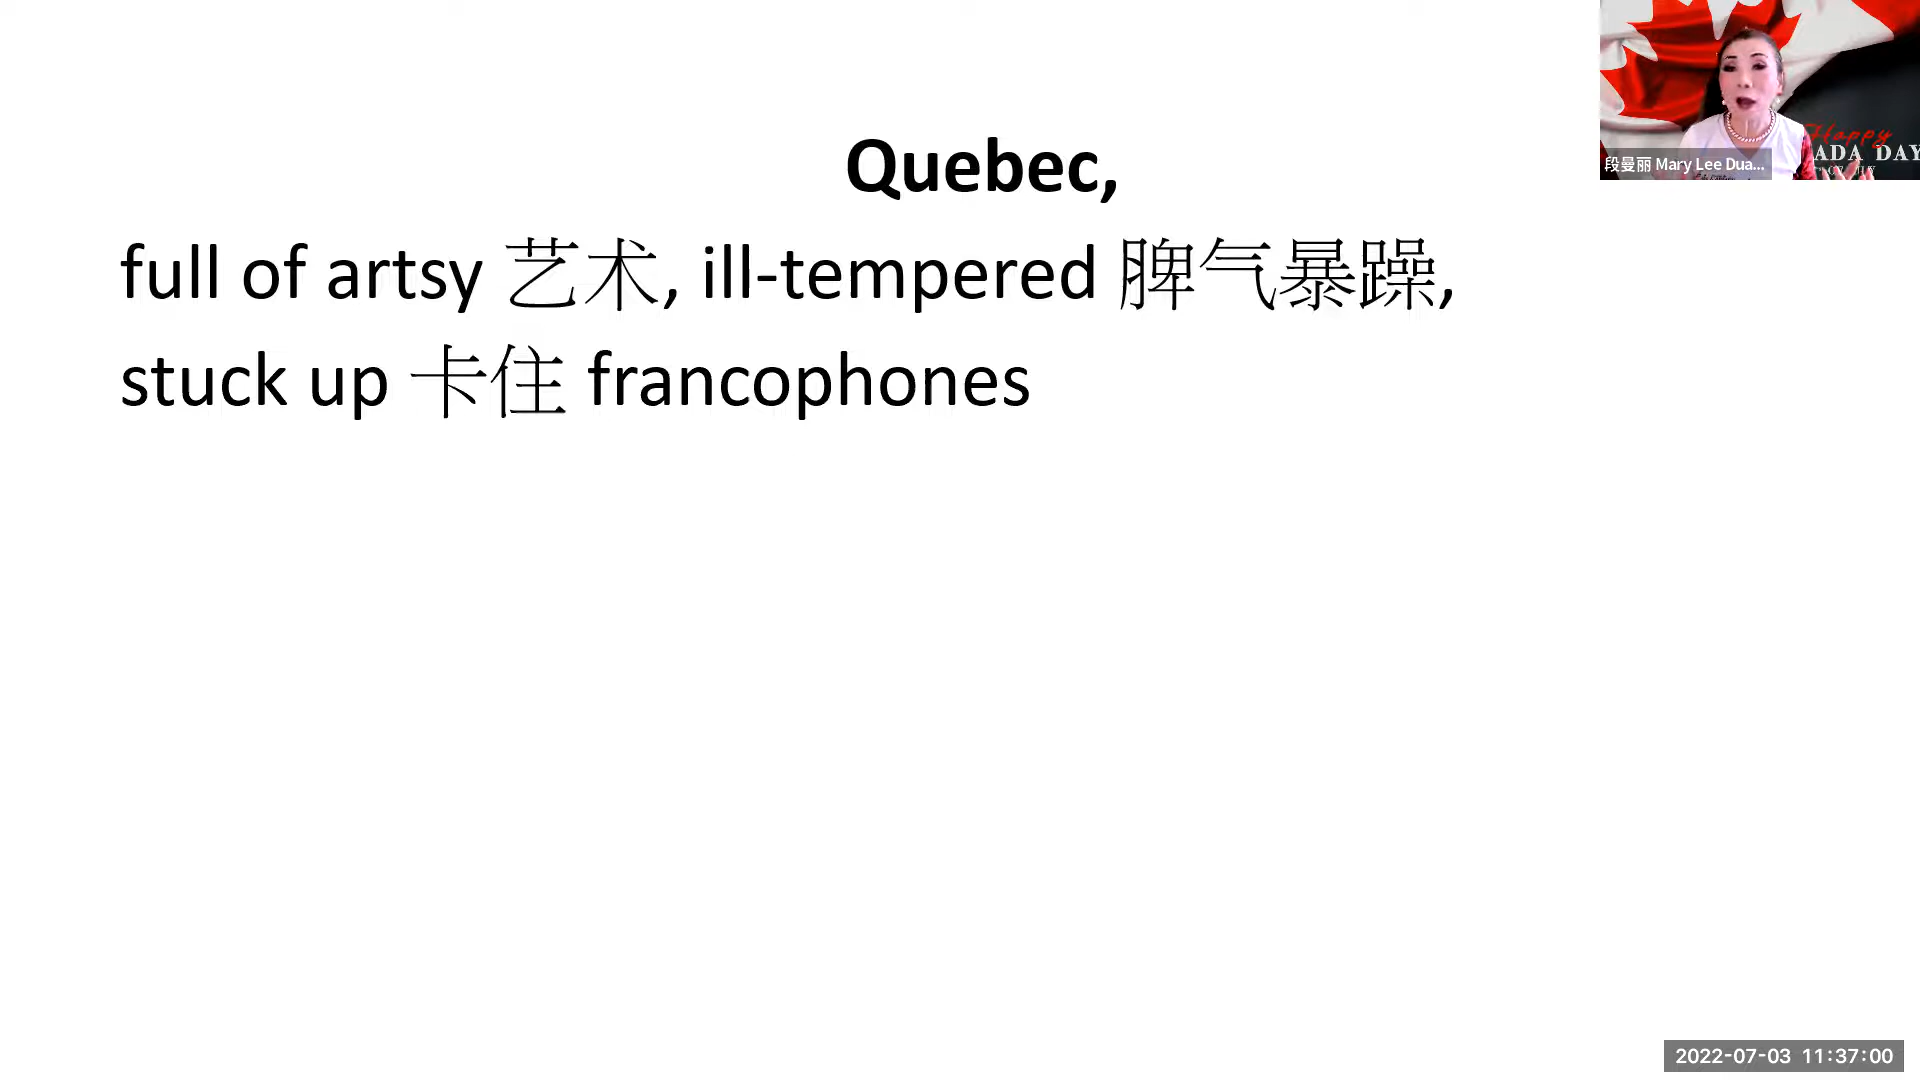 Quebec,
full of artsy 艺术, ill-tempered 脾气暴躁,
stuck up 卡住 francophones
Happy
ADA DAY
段曼丽 Mary Lee Dua...
2022-07-03 11:37:00